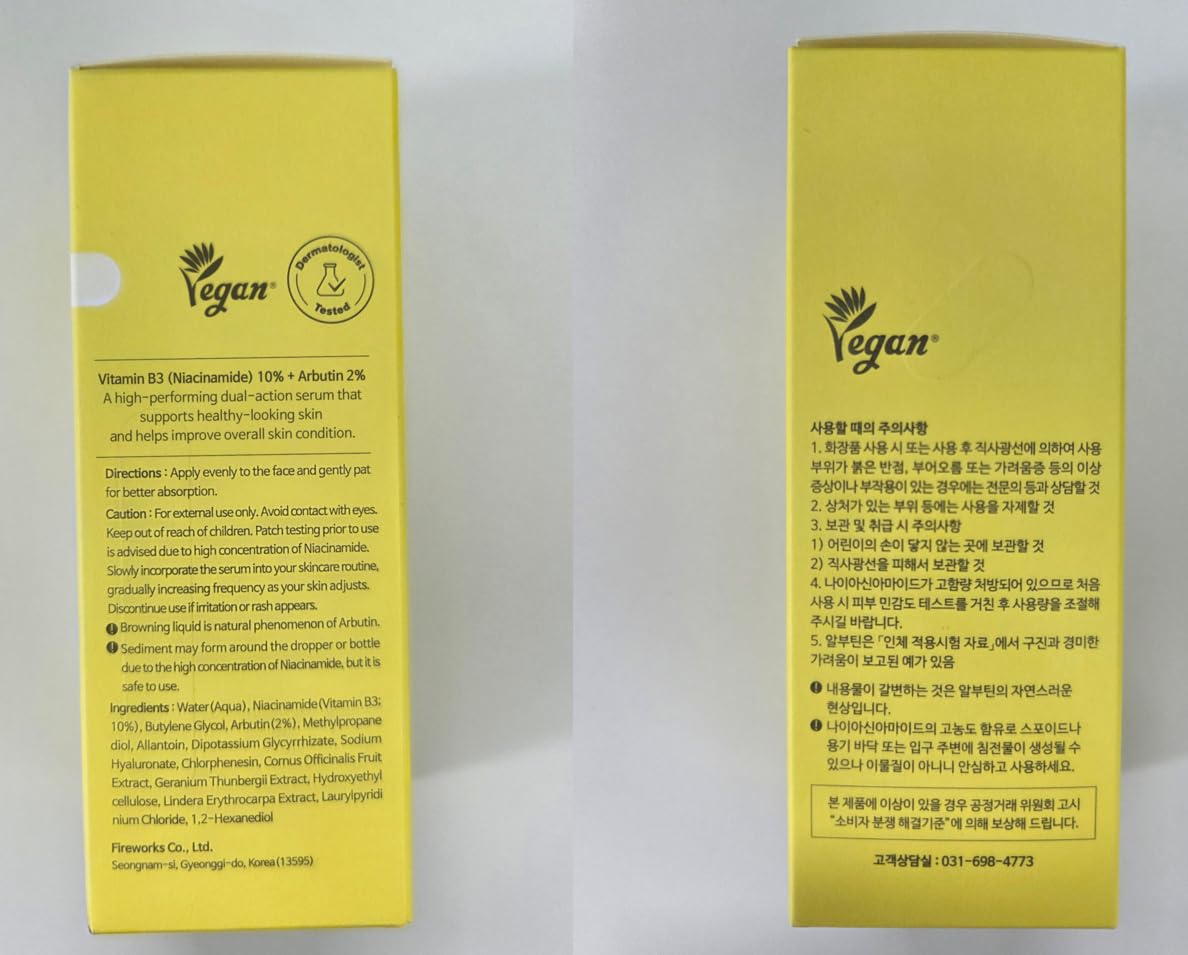 Vegan®
Dermatologist
Tested
Vitamin B3 (Niacinamide) 10% + Arbutin 2%
A high-performing dual-action serum that
supports healthy-looking skin
and helps improve overall skin condition.
Directions : Apply evenly to the face and gently pat
for better absorption.
Caution : For external use only. Avoid contact with eyes.
Keep out of reach of children. Patch testing prior to use
is advised due to high concentration of Niacinamide.
Slowly incorporate the serum into your skincare routine,
gradually increasing frequency as your skin adjusts.
Discontinue use if irritation or rash appears.
Browning liquid is natural phenomenon of Arbutin.
Sediment may form around the dropper or bottle
due to the high concentration of Niacinamide, but it is
safe to use.
Ingredients : Water (Aqua), Niacinamide (Vitamin B3;
10%), Butylene Glycol, Arbutin (2%), Methylpropane
diol, Allantoin, Dipotassium Glycyrrhizate, Sodium
Hyaluronate, Chlorphenesin, Cornus Officinalis Fruit
Extract, Geranium Thunbergii Extract, Hydroxyethyl
cellulose, Lindera Erythrocarpa Extract, Laurylpyridi
nium Chloride, 1,2-Hexanediol
Fireworks Co., Ltd.
Seongnam-si, Gyeonggi-do, Korea (13595)
Vegan®
사용할 때의 주의사항
1. 화장품 사용 시 또는 사용 후 직사광선에 의하여 사용
부위가 붉은 반점, 부어오름 또는 가려움증 등의 이상
증상이나 부작용이 있는 경우에는 전문의 등과 상담할 것
2. 상처가 있는 부위 등에는 사용을 자제할 것
3. 보관 및 취급 시 주의사항
1) 어린이의 손이 닿지 않는 곳에 보관할 것
2) 직사광선을 피해서 보관할 것
4. 나이아신아마이드가 고함량 처방되어 있으므로 처음
사용 시 피부 민감도 테스트를 거친 후 사용량을 조절해
주시길 바랍니다.
5. 알부틴은 「인체 적용시험 자료」에서 구진과 경미한
가려움이 보고된 예가 있음
내용물이 갈변하는 것은 알부틴의 자연스러운
현상입니다.
나이아신아마이드의 고농도 함유로 스포이드나
용기 바닥 또는 입구 주변에 침전물이 생성될 수
있으나 이물질이 아니니 안심하고 사용하세요.
본 제품에 이상이 있을 경우 공정거래 위원회 고시
"소비자 분쟁 해결기준"에 의해 보상해 드립니다.
고객상담실 : 031-698-4773